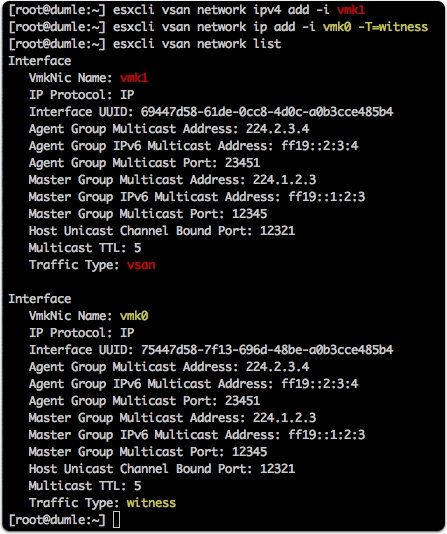 [root@dumle:~] esxcli vsan network ipv4 add -i vmk1
[root@dumle:~] esxcli vsan network ip add -i vmk0 -T=witness
[root@dumle:~] esxcli vsan network list
Interface
   VmkNic Name: vmk1
   IP Protocol: IP
   Interface UUID: 69447d58-61de-0cc8-4d0c-a0b3cce485b4
   Agent Group Multicast Address: 224.2.3.4
   Agent Group IPv6 Multicast Address: ff19::2:3:4
   Agent Group Multicast Port: 23451
   Master Group Multicast Address: 224.1.2.3
   Master Group IPv6 Multicast Address: ff19::1:2:3
   Master Group Multicast Port: 12345
   Host Unicast Channel Bound Port: 12321
   Multicast TTL: 5
   Traffic Type: vsan

Interface
   VmkNic Name: vmk0
   IP Protocol: IP
   Interface UUID: 75447d58-7f13-696d-48be-a0b3cce485b4
   Agent Group Multicast Address: 224.2.3.4
   Agent Group IPv6 Multicast Address: ff19::2:3:4
   Agent Group Multicast Port: 23451
   Master Group Multicast Address: 224.1.2.3
   Master Group IPv6 Multicast Address: ff19::1:2:3
   Master Group Multicast Port: 12345
   Host Unicast Channel Bound Port: 12321
   Multicast TTL: 5
   Traffic Type: witness
[root@dumle:~]